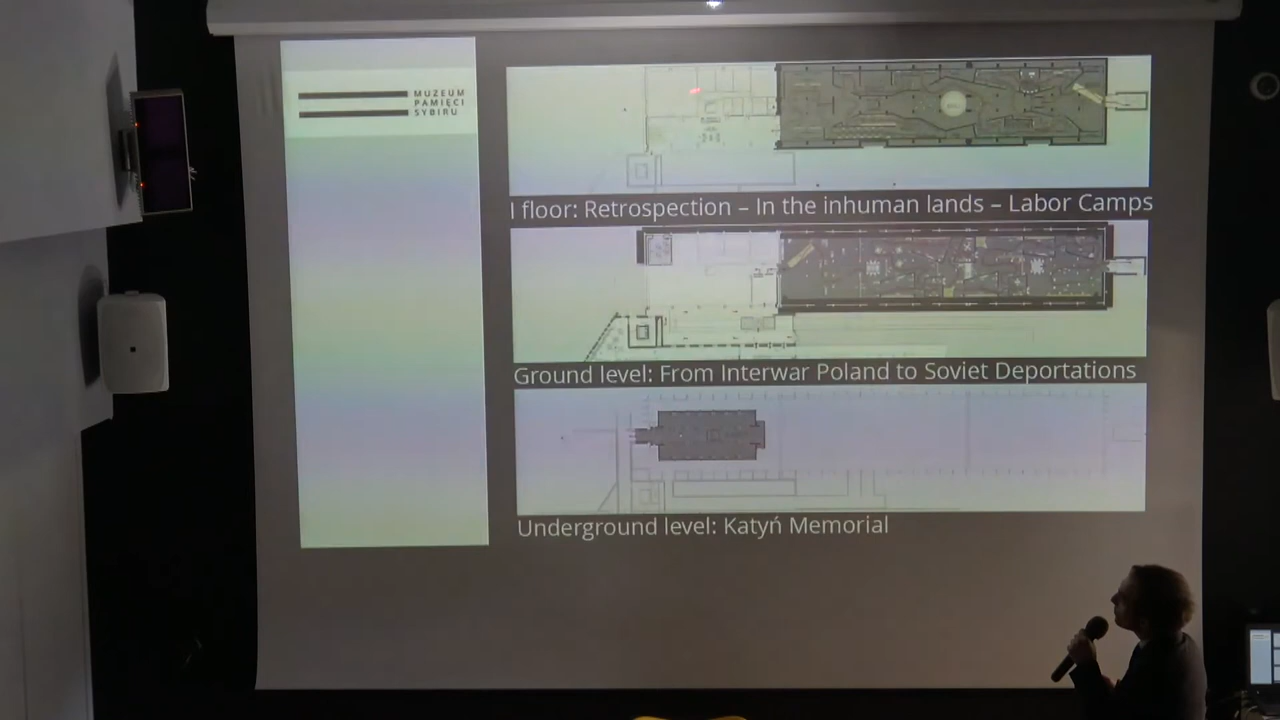 MUZEUM
PAMIĘCI
SYBIRU
I floor: Retrospection – In the inhuman lands – Labor Camps
Ground level: From Interwar Poland to Soviet Deportations
Underground level: Katyń Memorial